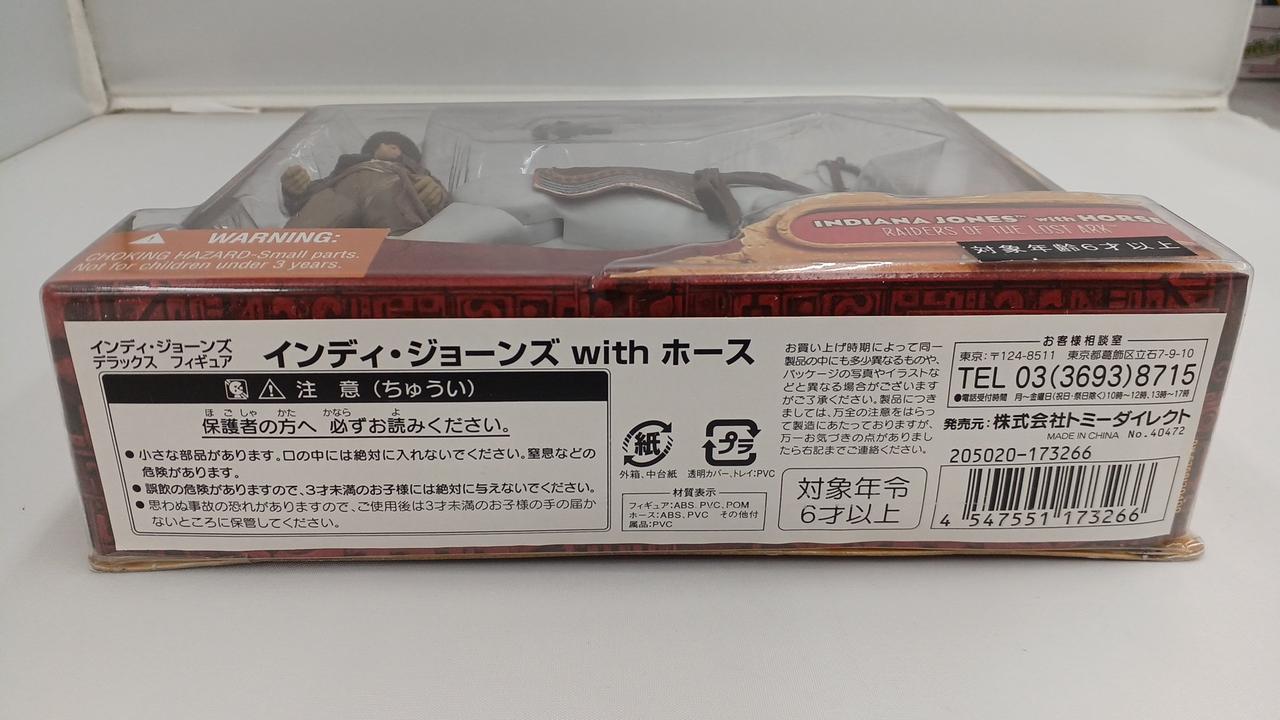 WARNING:
CHOKING HAZARD-Small parts.
Not for children under 3 years.
INDIANA JONES™ with HORSE
RAIDERS OF THE LOST ARK™
対象年齢6才以上
インディ・ジョーンズ
デラックス フィギュア
インディ・ジョーンズ with ホース
注 意 (ちゅうい)
ほごしゃ かた かなら よ
保護者の方へ 必ずお読みください。
● 小さな部品があります。口の中には絶対に入れないでください。窒息などの
危険があります。
● 誤飲の危険がありますので、3才未満のお子様には絶対に与えないでください。
● 思わぬ事故の恐れがありますので、ご使用後は3才未満のお子様の手の届か
ないところに保管してください。
紙
外箱、中台紙
プラ
透明カバー、トレイ:PVC
材質表示
フィギュア:ABS、PVC、POM
ホース:ABS、PVC その他付
属品:PVC
お買い上げ時期によって同一
製品の中にも多少異なるものや、
パッケージの写真やイラストな
どと異なる場合がございます
がご了承ください。製品につき
ましては、万全の注意をはらっ
て製造にあたっておりますが、
万一お気づきの点がありまし
たら右記までご連絡ください。
対象年令
6才以上
お客様相談室
東京:〒124-8511 東京都葛飾区立石7-9-10
TEL 03(3693)8715
●電話受付時間 月〜金曜日(祝日・祭日除く)10時〜12時、13時〜17時
発売元:株式会社トミーダイレクト
MADE IN CHINA No.40472
205020-173266
4 547551 173266